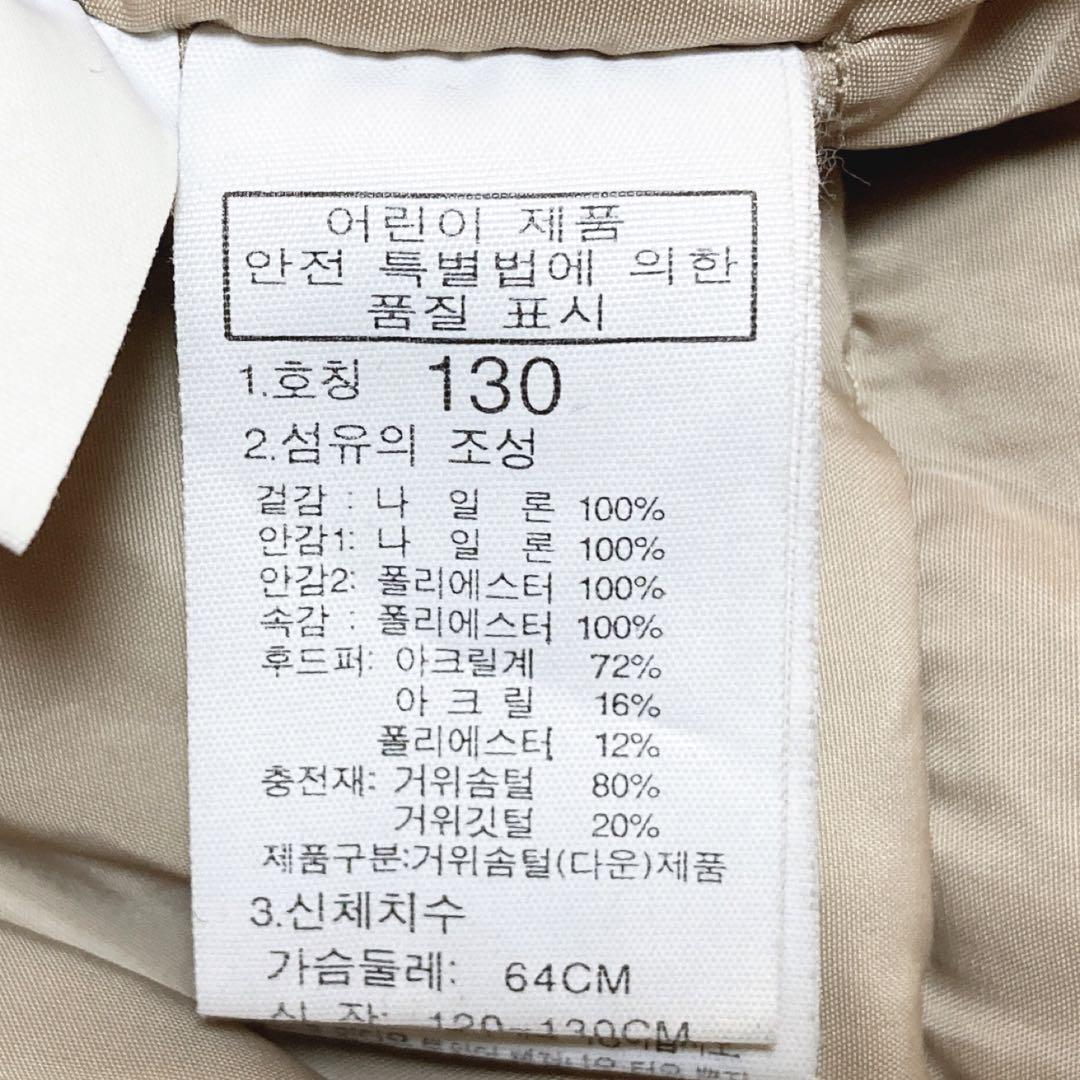 어린이 제품
안전 특별법에 의한
품질 표시
1.호칭 130
2.섬유의 조성
겉감 : 나 일 론 100%
안감1: 나 일 론 100%
안감2: 폴리에스터 100%
속감 : 폴리에스터 100%
후드퍼: 아크릴계 72%
아 크 릴 16%
폴리에스터 12%
충전재: 거위솜털 80%
거위깃털 20%
제품구분:거위솜털(다운)제품
3.신체치수
가슴둘레: 64CM
신 장: 120-130CM